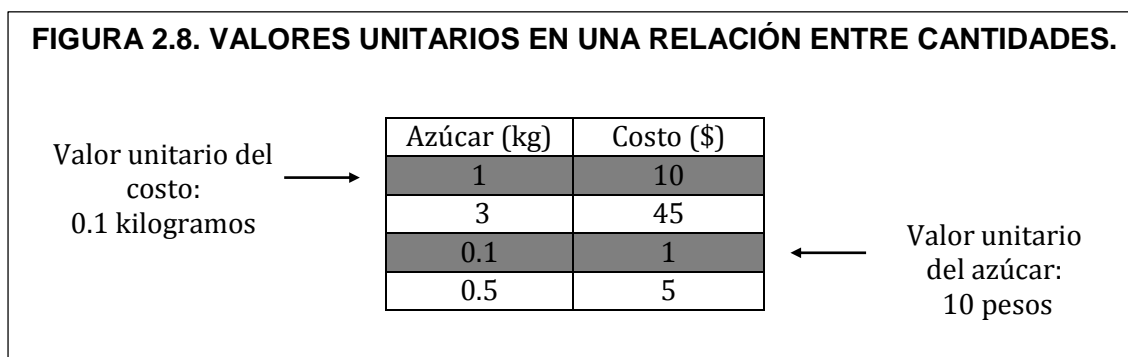 FIGURA 2.8. VALORES UNITARIOS EN UNA RELACIÓN ENTRE CANTIDADES.
Valor unitario del
costo:
0.1 kilogramos
Azúcar (kg) Costo ($)
1 10
3 45
0.1 1
0.5 5
Valor unitario
del azúcar:
10 pesos